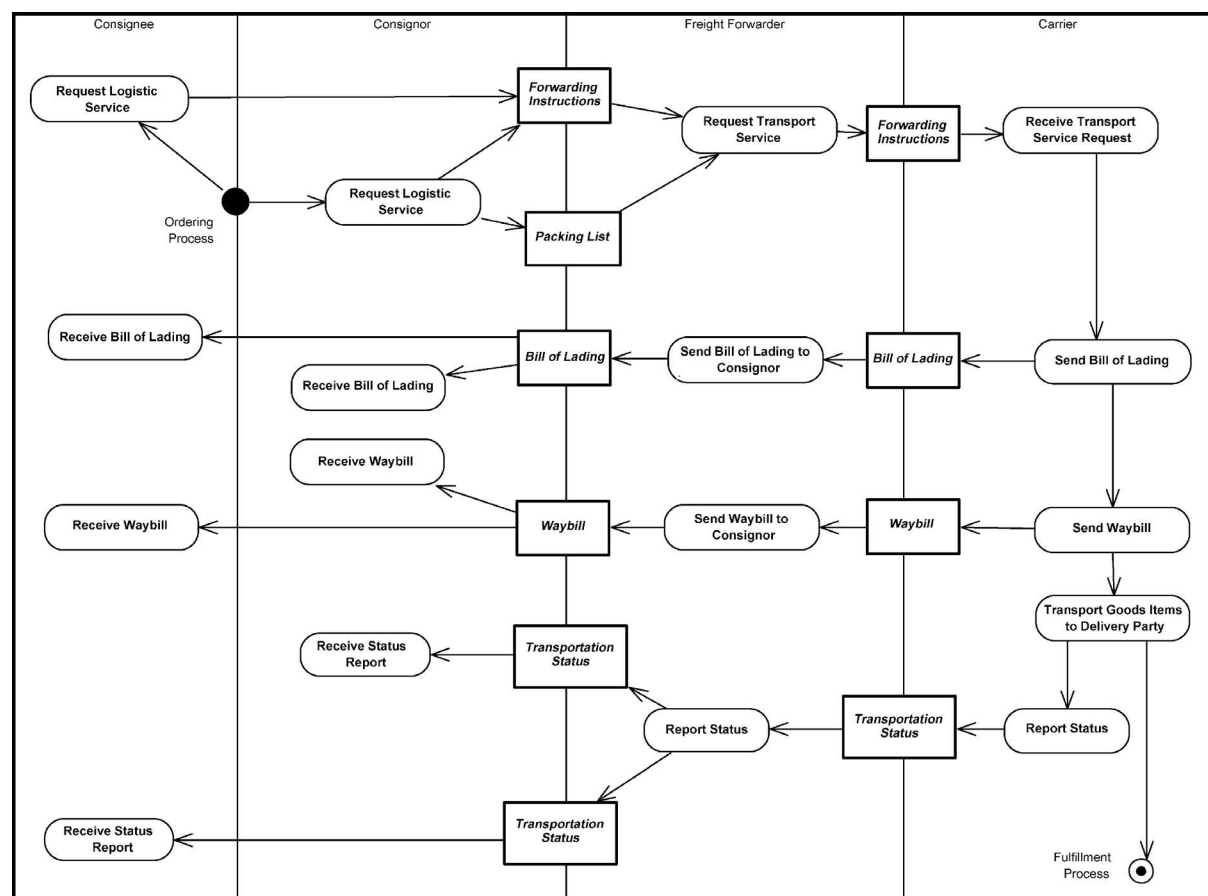 Consignee
Consignor
Freight Forwarder
Carrier
Request Logistic
Service
Forwarding
Instructions
Request Transport
Service
Forwarding
Instructions
Receive Transport
Service Request
Ordering
Process
Request Logistic
Service
Packing List
Receive Bill of Lading
Bill of Lading
Send Bill of Lading to
Consignor
Bill of Lading
Send Bill of Lading
Receive Bill of Lading
Receive Waybill
Receive Waybill
Waybill
Send Waybill to
Consignor
Waybill
Send Waybill
Transport Goods Items
to Delivery Party
Receive Status
Report
Transportation
Status
Report Status
Transportation
Status
Report Status
Receive Status
Report
Transportation
Status
Fulfillment
Process